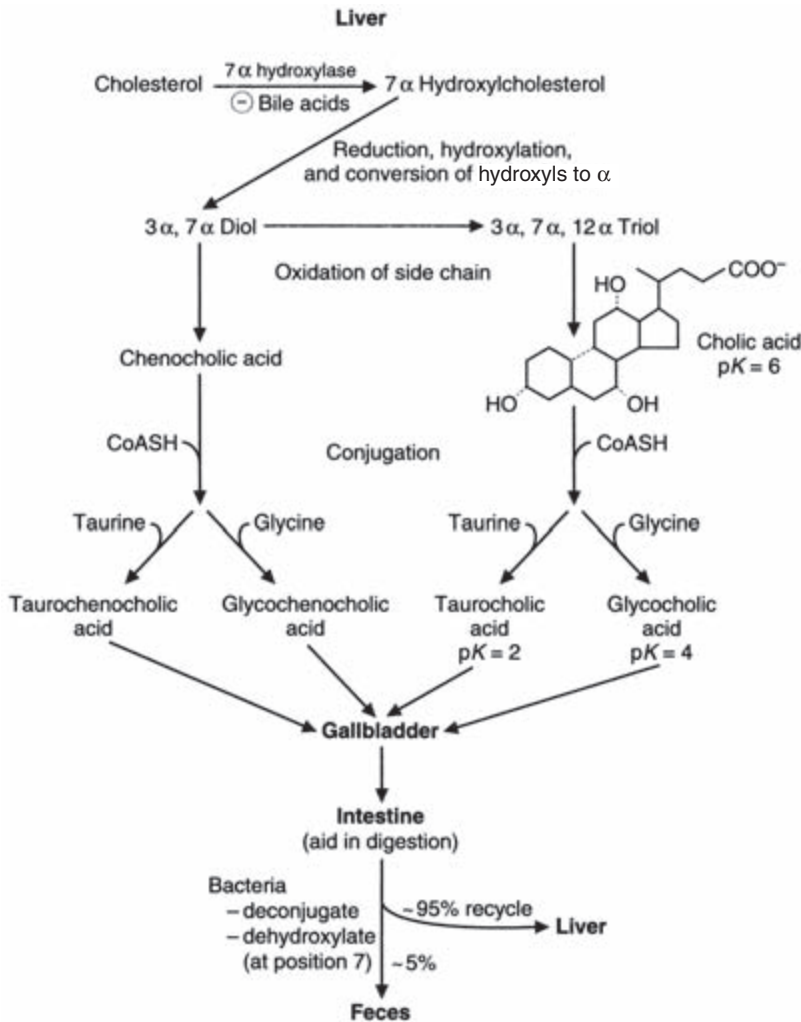 Liver
Cholesterol
7α hydroxylase
⊖ Bile acids
7α Hydroxylcholesterol
Reduction, hydroxylation,
and conversion of hydroxyls to α
3α, 7α Diol
3α, 7α, 12α Triol
Oxidation of side chain
COO⁻
HO
HO
OH
Cholic acid
pK = 6
Chenocholic acid
CoASH
Conjugation
CoASH
Taurine
Glycine
Taurine
Glycine
Taurochenocholic
acid
Glycochenocholic
acid
Taurocholic
acid
pK = 2
Glycocholic
acid
pK = 4
Gallbladder
Intestine
(aid in digestion)
Bacteria
– deconjugate
– dehydroxylate
(at position 7)
~95% recycle
Liver
~5%
Feces